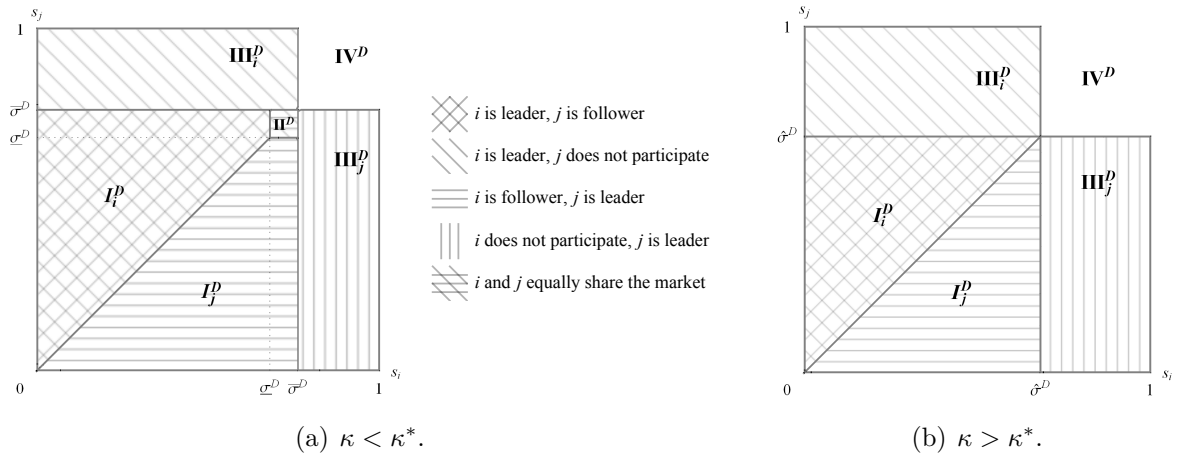 s_j
1
III_i^D
IV^D
σ̅^D
II^D
σ̲^D
III_j^D
I_i^D
I_j^D
0
σ̲^D σ̅^D
1
s_i
i is leader, j is follower
i is leader, j does not participate
i is follower, j is leader
i does not participate, j is leader
i and j equally share the market
s_j
1
III_i^D
IV^D
σ̂^D
III_j^D
I_i^D
I_j^D
0
σ̂^D
1
s_i
(a) κ < κ*.
(b) κ > κ*.